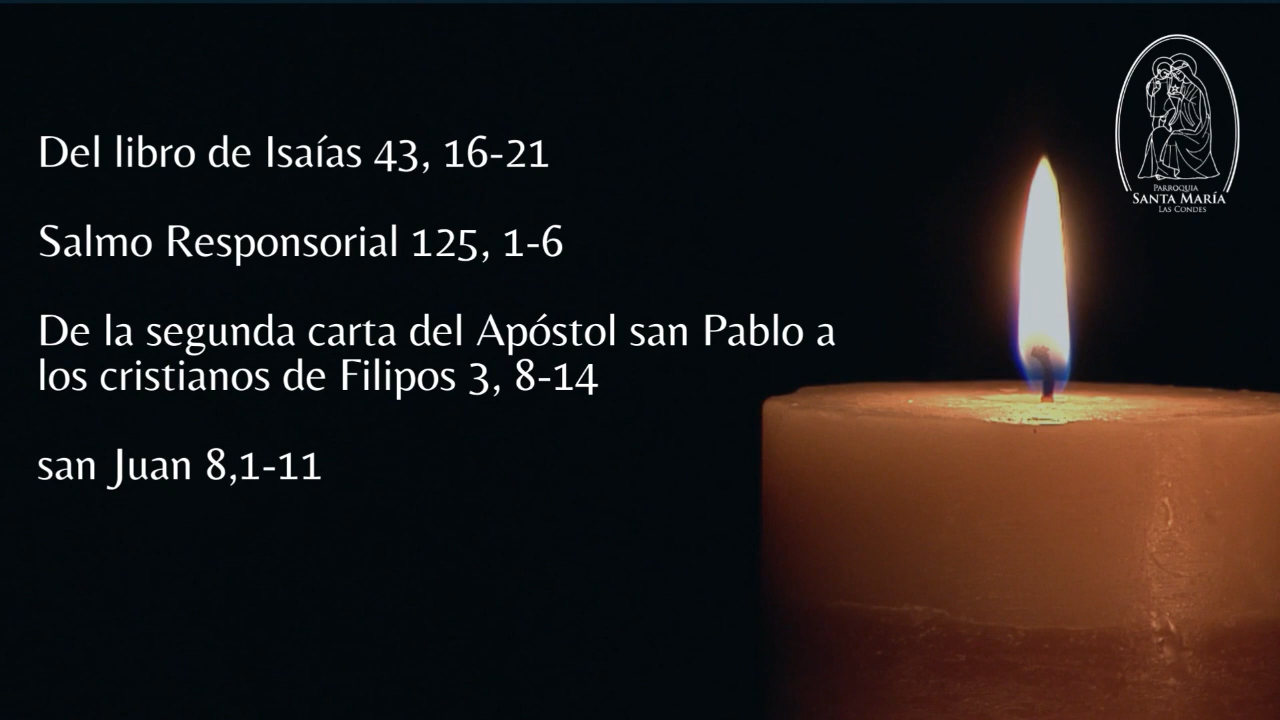 Del libro de Isaías 43, 16-21
Salmo Responsorial 125, 1-6
De la segunda carta del Apóstol san Pablo a
los cristianos de Filipos 3, 8-14
san Juan 8,1-11
PARROQUIA
SANTA MARÍA
LAS CONDES